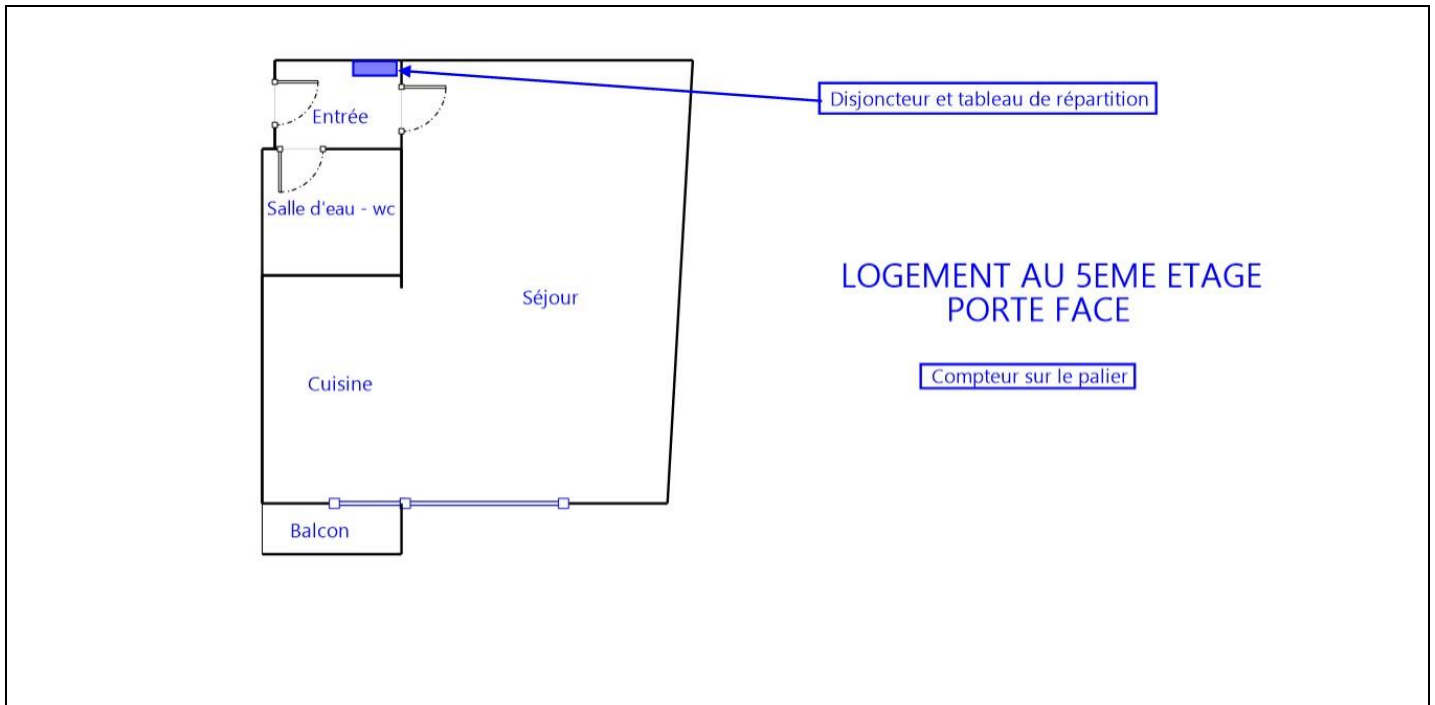 Disjoncteur et tableau de répartition
Entrée
Salle d'eau - wc
LOGEMENT AU 5EME ETAGE
PORTE FACE
Séjour
Compteur sur le palier
Cuisine
Balcon